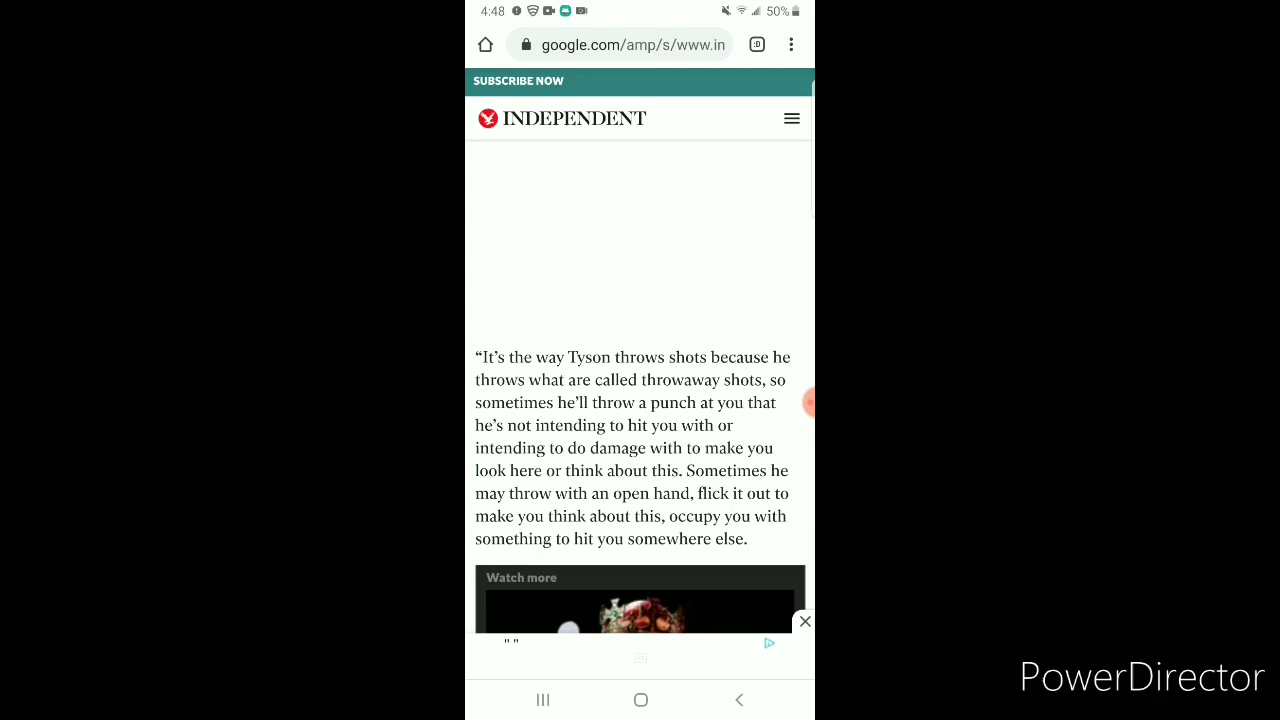 4:48
50%
google.com/amp/s/www.in
:D
SUBSCRIBE NOW
INDEPENDENT
“It’s the way Tyson throws shots because he
throws what are called throwaway shots, so
sometimes he’ll throw a punch at you that
he’s not intending to hit you with or
intending to do damage with to make you
look here or think about this. Sometimes he
may throw with an open hand, flick it out to
make you think about this, occupy you with
something to hit you somewhere else.
Watch more
" "
PowerDirector